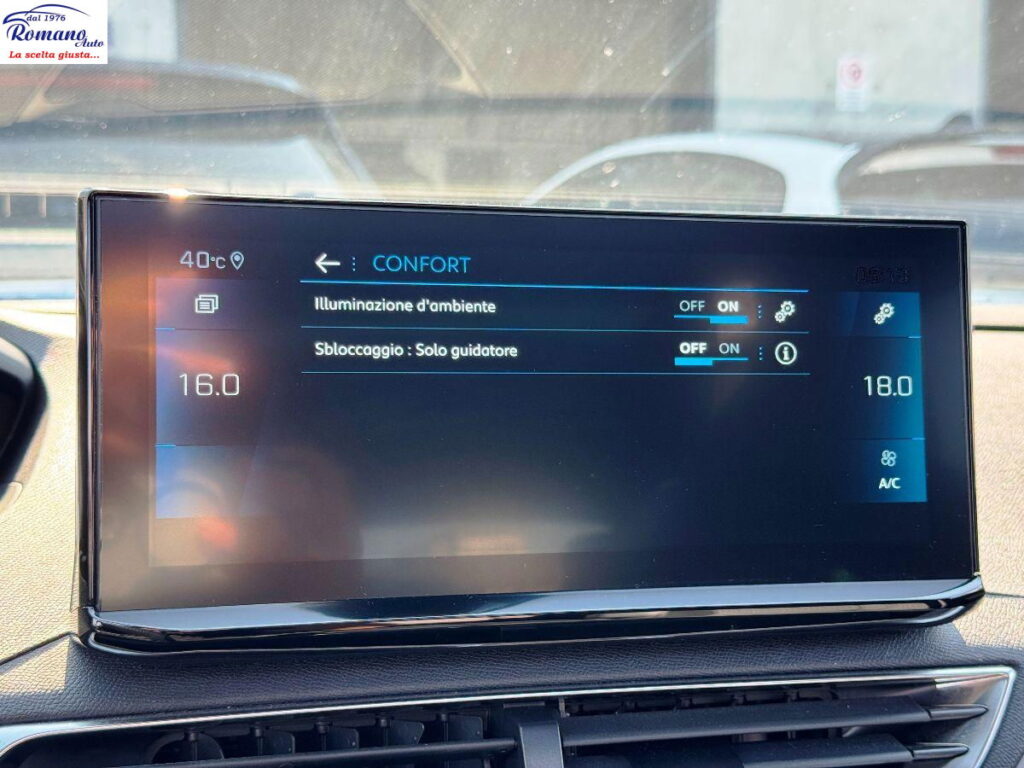 dal 1976
Romano
Auto
La scelta giusta...
40°C
CONFORT
Illuminazione d'ambiente OFF ON
Sbloccaggio : Solo guidatore OFF ON
16.0
18.0
A/C